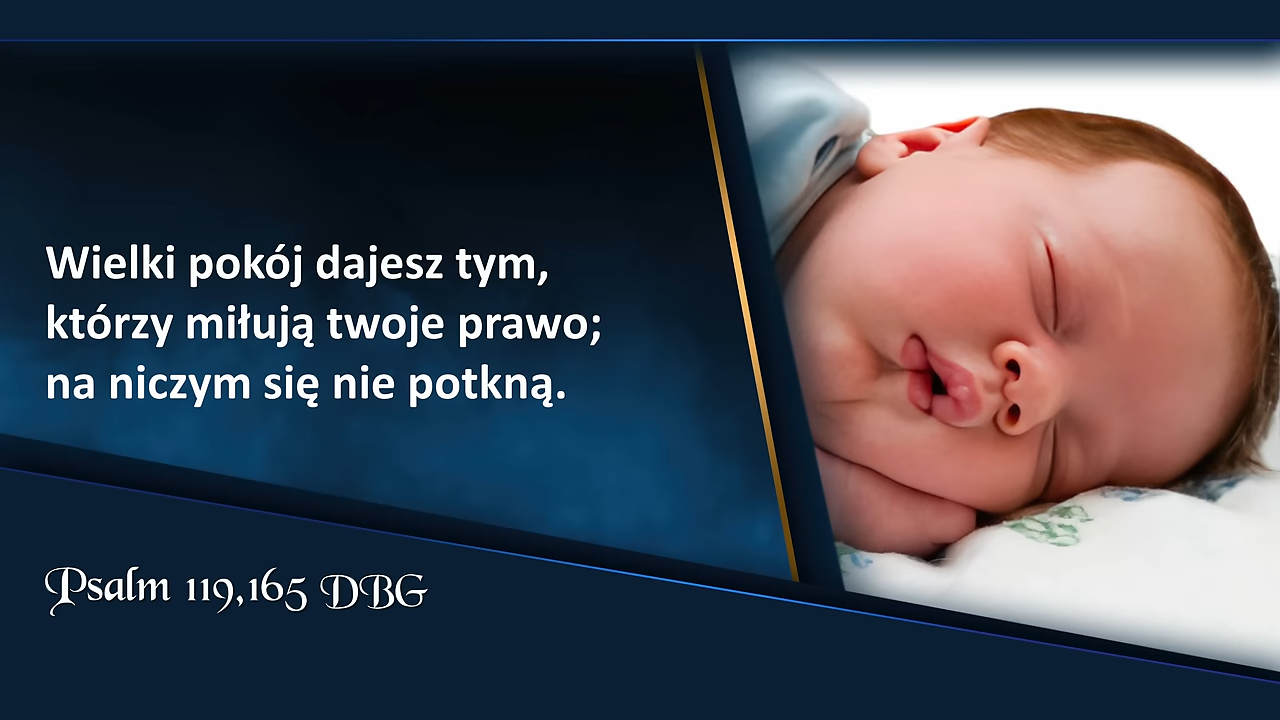 Wielki pokój dajesz tym,
którzy miłują twoje prawo;
na niczym się nie potkną.
Psalm 119,165 DBG